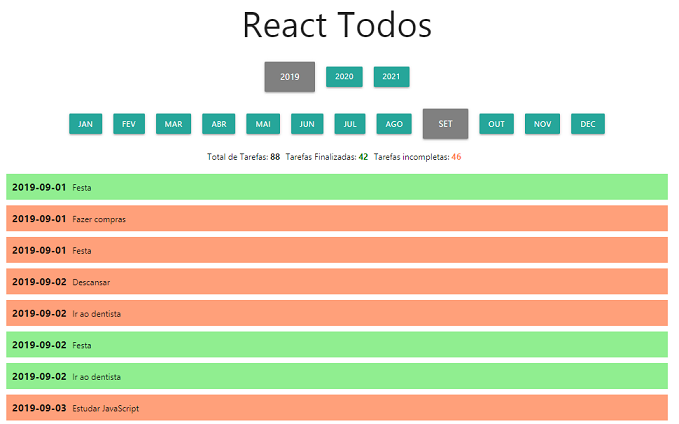 React Todos
2019 2020 2021
JAN FEV MAR ABR MAI JUN JUL AGO SET OUT NOV DEC
Total de Tarefas: 88 Tarefas Finalizadas: 42 Tarefas incompletas: 46
2019-09-01 Festa
2019-09-01 Fazer compras
2019-09-01 Festa
2019-09-02 Descansar
2019-09-02 Ir ao dentista
2019-09-02 Festa
2019-09-02 Ir ao dentista
2019-09-03 Estudar JavaScript